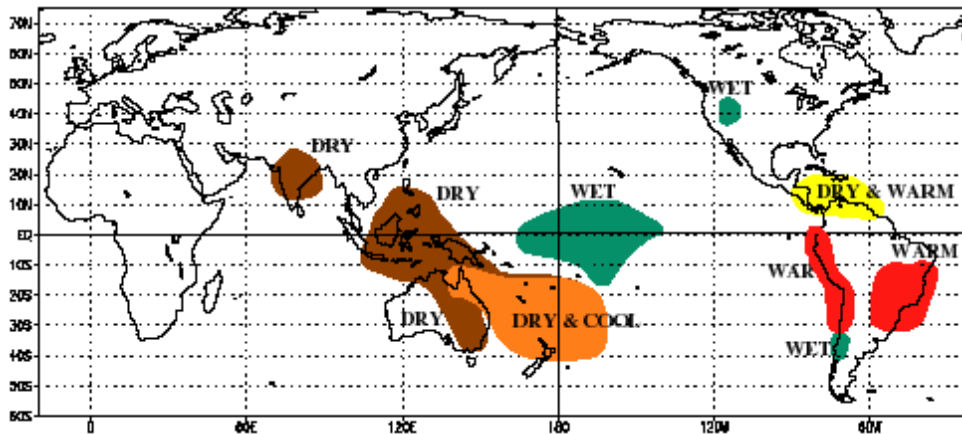 70N
60N
50N
40N
30N
20N
10N
EQ
10S
20S
30S
40S
50S
60S
WET
DRY
DRY
WET
DRY & WARM
WARM
WAR
DRY
DRY & COOL
WET
0
60E
120E
180
120W
60W